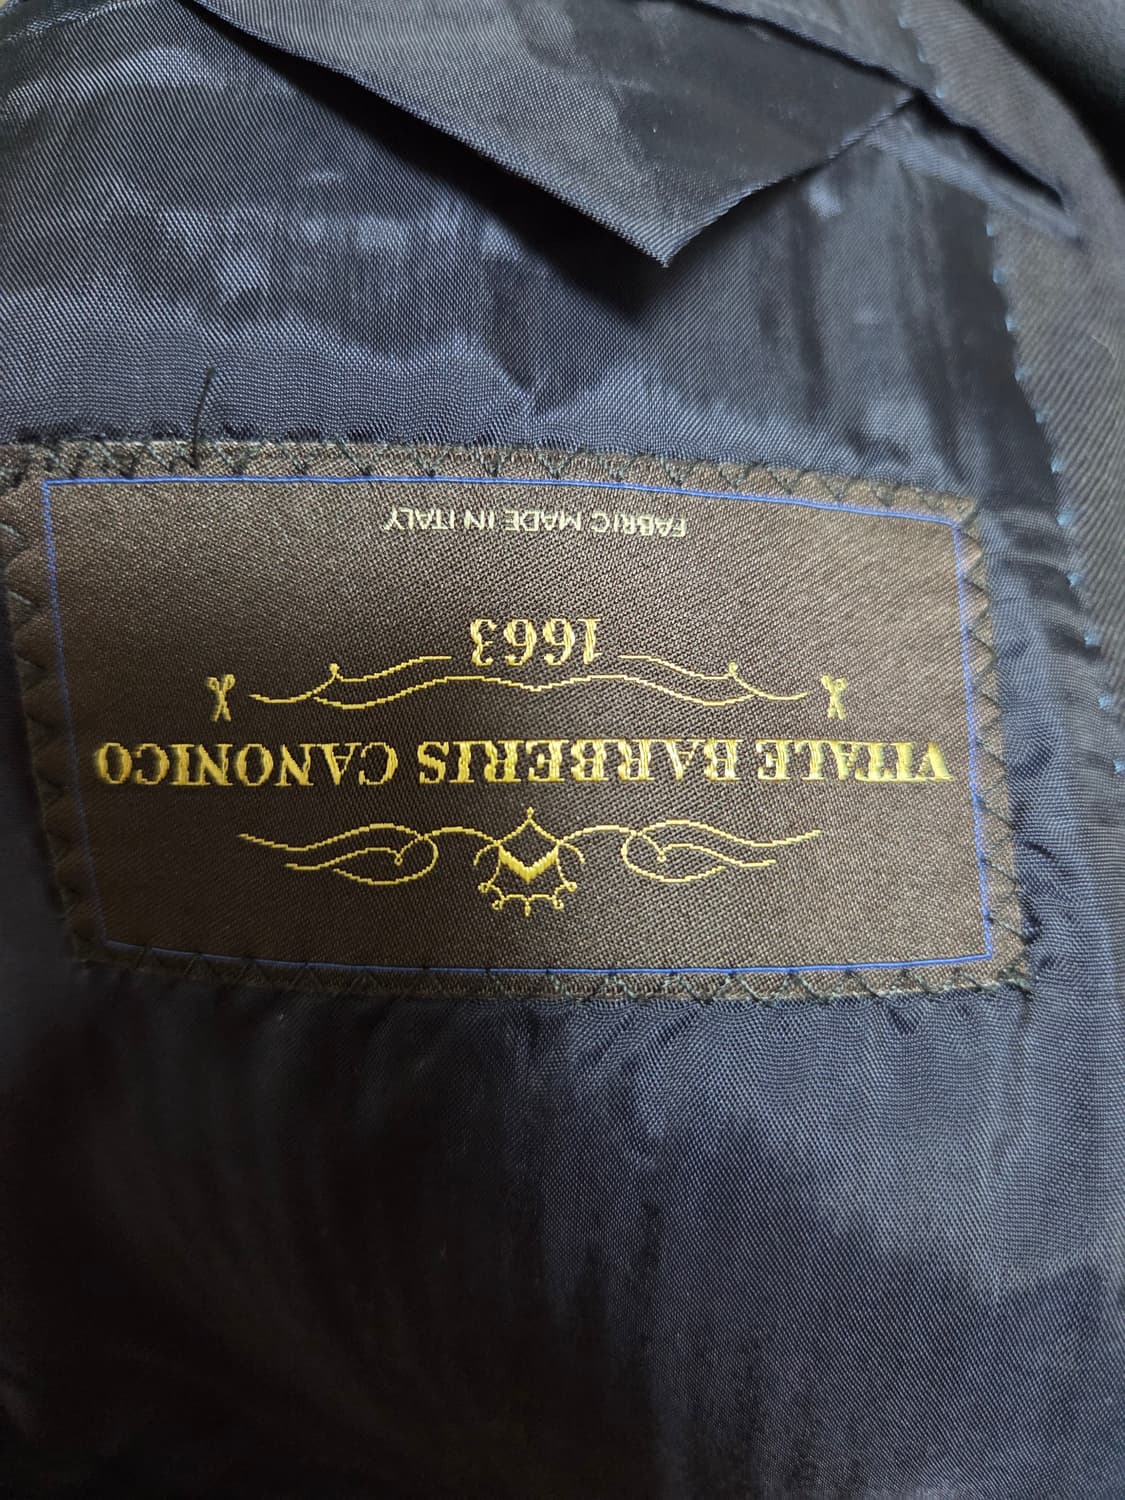 VITALE BARBERIS CANONICO
1663
FABRIC MADE IN ITALY